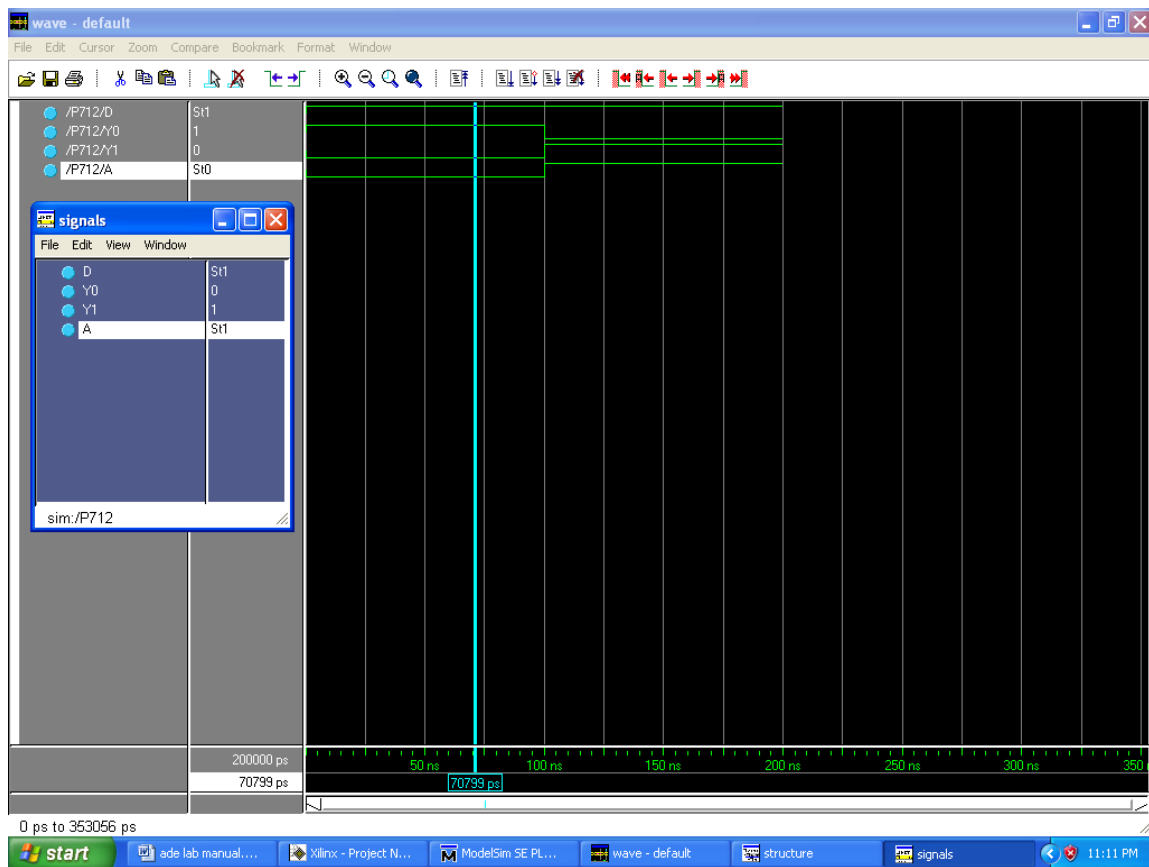 wave - default
File Edit Cursor Zoom Compare Bookmark Format Window
/P712/D St1
/P712/Y0 1
/P712/Y1 0
/P712/A St0
signals
File Edit View Window
D St1
Y0 0
Y1 1
A St1
sim:/P712
200000 ps 50 ns 100 ns 150 ns 200 ns 250 ns 300 ns 350
70799 ps 70799 ps
0 ps to 353056 ps
start ade lab manual.... Xilinx - Project N... ModelSim SE PL... wave - default structure signals 11:11 PM